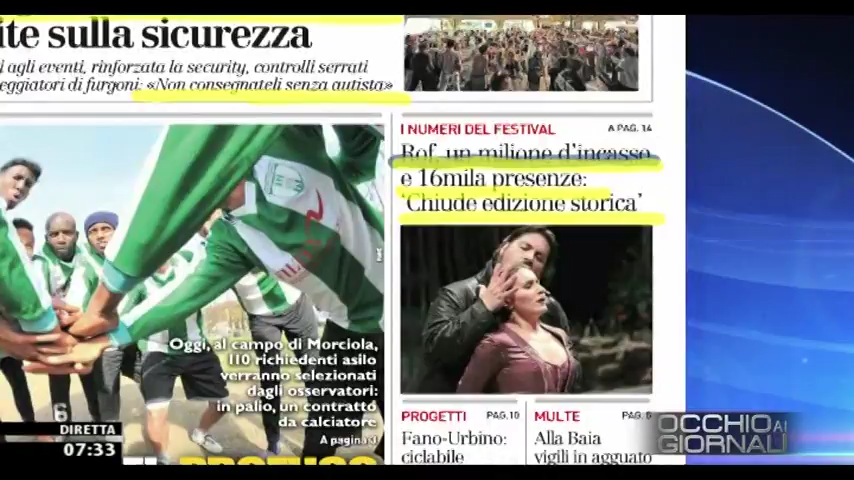 ite sulla sicurezza
i agli eventi, rinforzata la security, controlli serrati
eggiatori di furgoni: «Non consegnateli senza autista»
I NUMERI DEL FESTIVAL A PAG. 14
Rof, un milione d'incasso
e 16mila presenze:
'Chiude edizione storica'
Oggi, al campo di Morciola,
110 richiedenti asilo
verranno selezionati
dagli osservatori:
in palio, un contratto
da calciatore
A pagina
PROGETTI PAG.10
Fano-Urbino:
ciclabile
MULTE PAG.
Alla Baia
vigili in agguato
6
DIRETTA
07:33
OCCHIO AI
GIORNALI